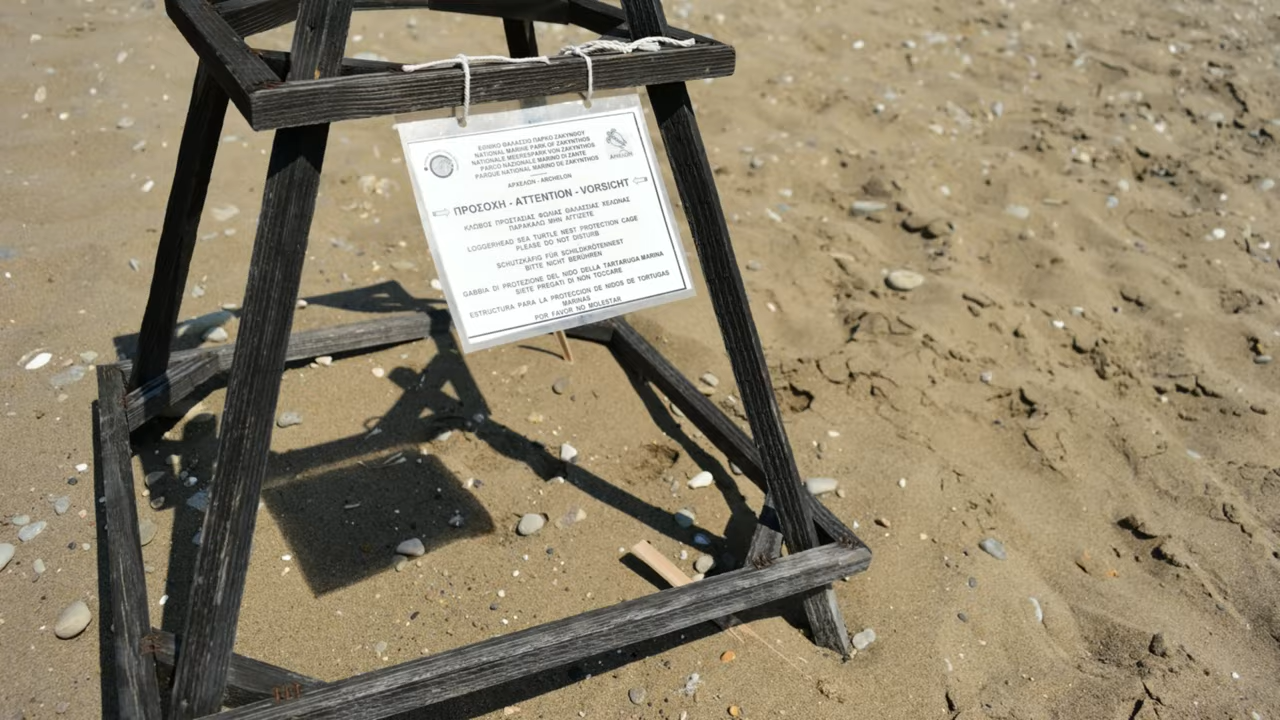 ΕΘΝΙΚΟ ΘΑΛΑΣΣΙΟ ΠΑΡΚΟ ΖΑΚΥΝΘΟΥ
NATIONAL MARINE PARK OF ZAKYNTHOS
NATIONALE MEERESPARK VON ZAKYNTHOS
PARCO NAZIONALE MARINO DI ZANTE
PARQUE NATIONAL MARINO DE ZAKYNTHOS
ΑΡΧΕΛΩΝ - ARCHELON
ΠΡΟΣΟΧΗ - ATTENTION - VORSICHT
ΚΛΩΒΟΣ ΠΡΟΣΤΑΣΙΑΣ ΦΩΛΙΑΣ ΘΑΛΑΣΣΙΑΣ ΧΕΛΩΝΑΣ
ΠΑΡΑΚΑΛΩ ΜΗΝ ΑΓΓΙΖΕΤΕ
LOGGERHEAD SEA TURTLE NEST PROTECTION CAGE
PLEASE DO NOT DISTURB
SCHUTZKÄFIG FÜR SCHILDKRÖTENNEST
BITTE NICHT BERÜHREN
GABBIA DI PROTEZIONE DEL NIDO DELLA TARTARUGA MARINA
SIETE PREGATI DI NON TOCCARE
ESTRUCTURA PARA LA PROTECCION DE NIDOS DE TORTUGAS
MARINAS
POR FAVOR NO MOLESTAR